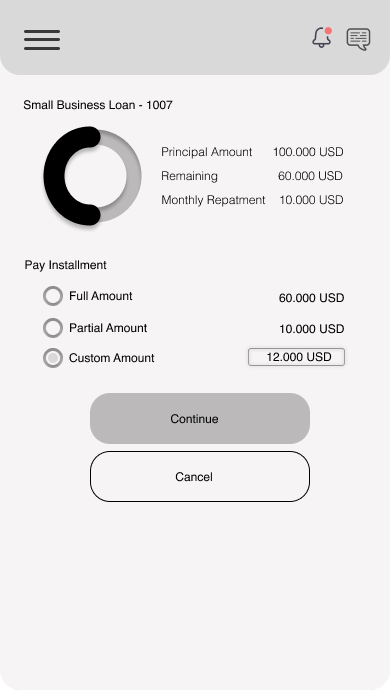 Small Business Loan - 1007
Principal Amount 100.000 USD
Remaining 60.000 USD
Monthly Repatment 10.000 USD
Pay Installment
Full Amount 60.000 USD
Partial Amount 10.000 USD
Custom Amount 12.000 USD
Continue
Cancel